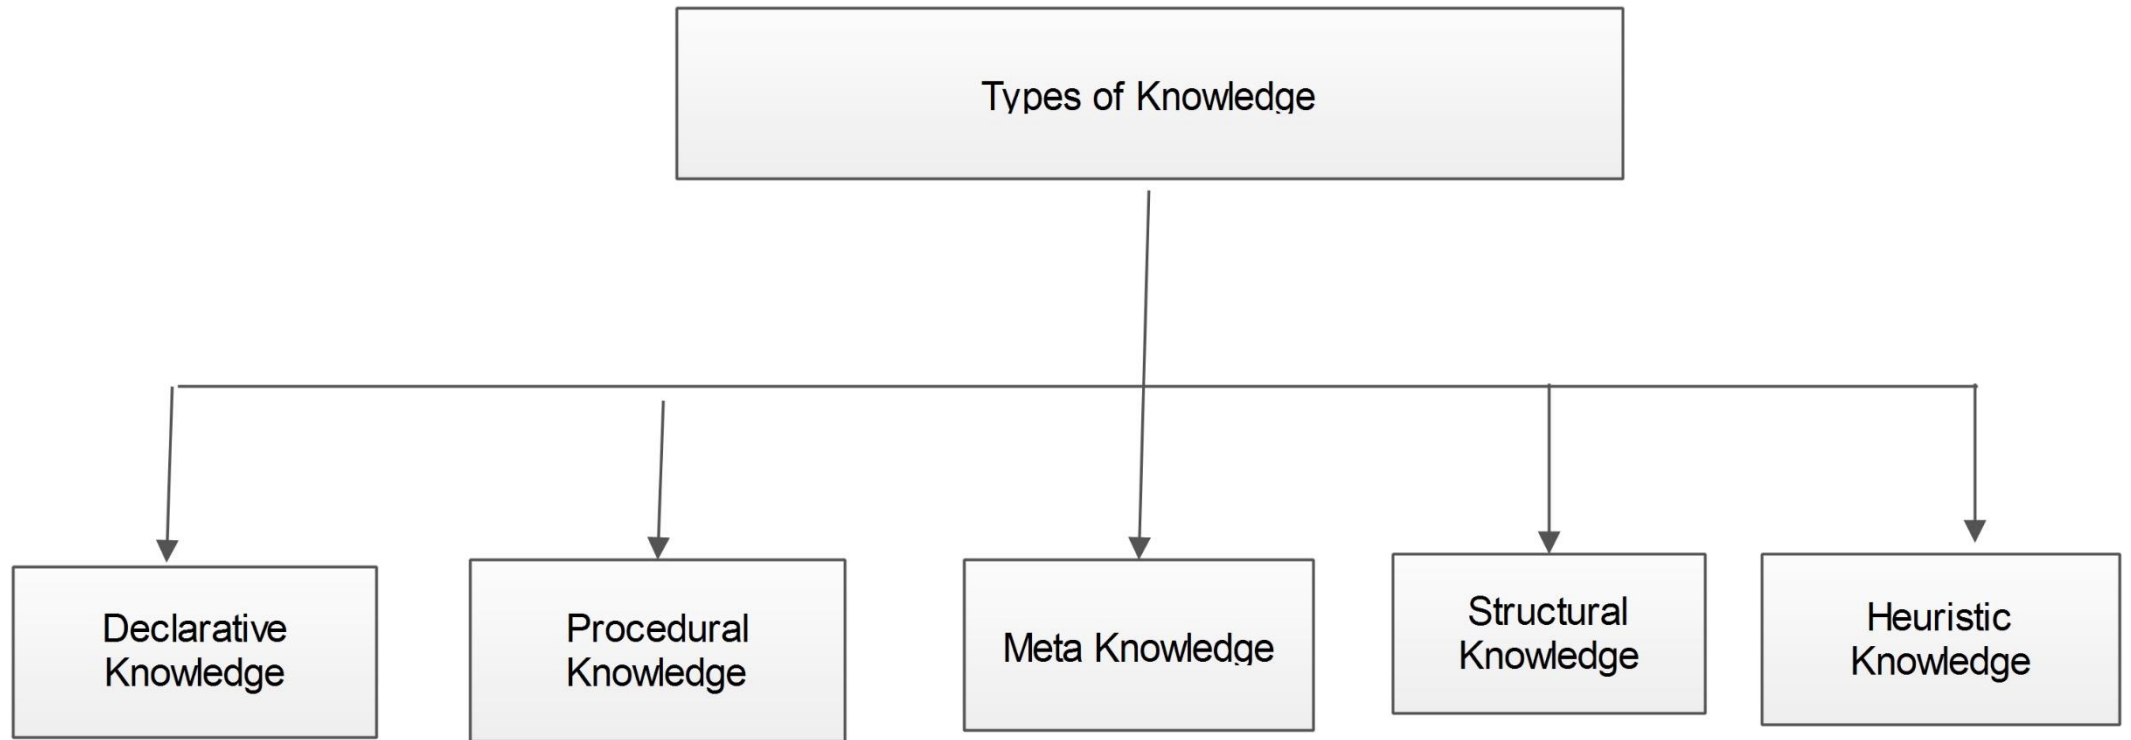 Types of Knowledge
Declarative
Knowledge
Procedural
Knowledge
Meta Knowledge
Structural
Knowledge
Heuristic
Knowledge